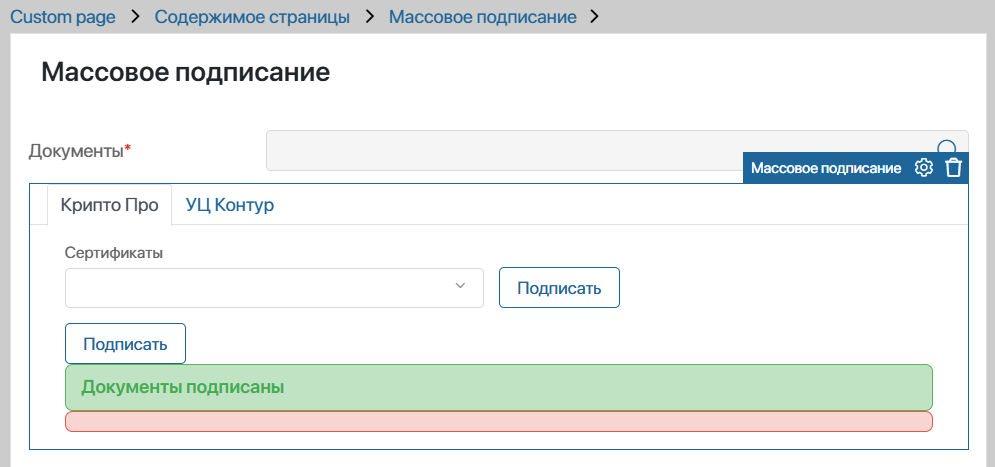 Custom page Содержимое страницы Массовое подписание
Массовое подписание
Документы*
Массовое подписание
Крипто Про УЦ Контур
Сертификаты
Подписать
Подписать
Документы подписаны